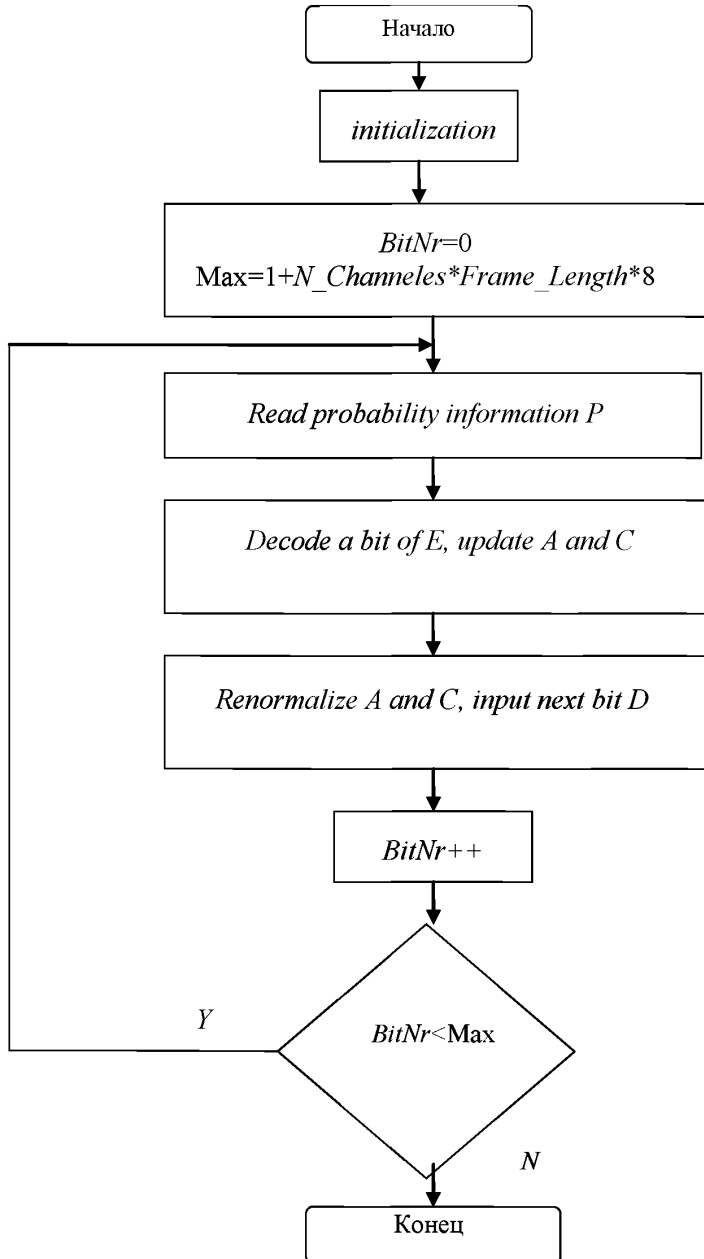 Начало
initialization
BitNr=0
Max=1+N_Channeles*Frame_Length*8
Read probability information P
Decode a bit of E, update A and C
Renormalize A and C, input next bit D
BitNr++
BitNr<Max
Y
N
Конец